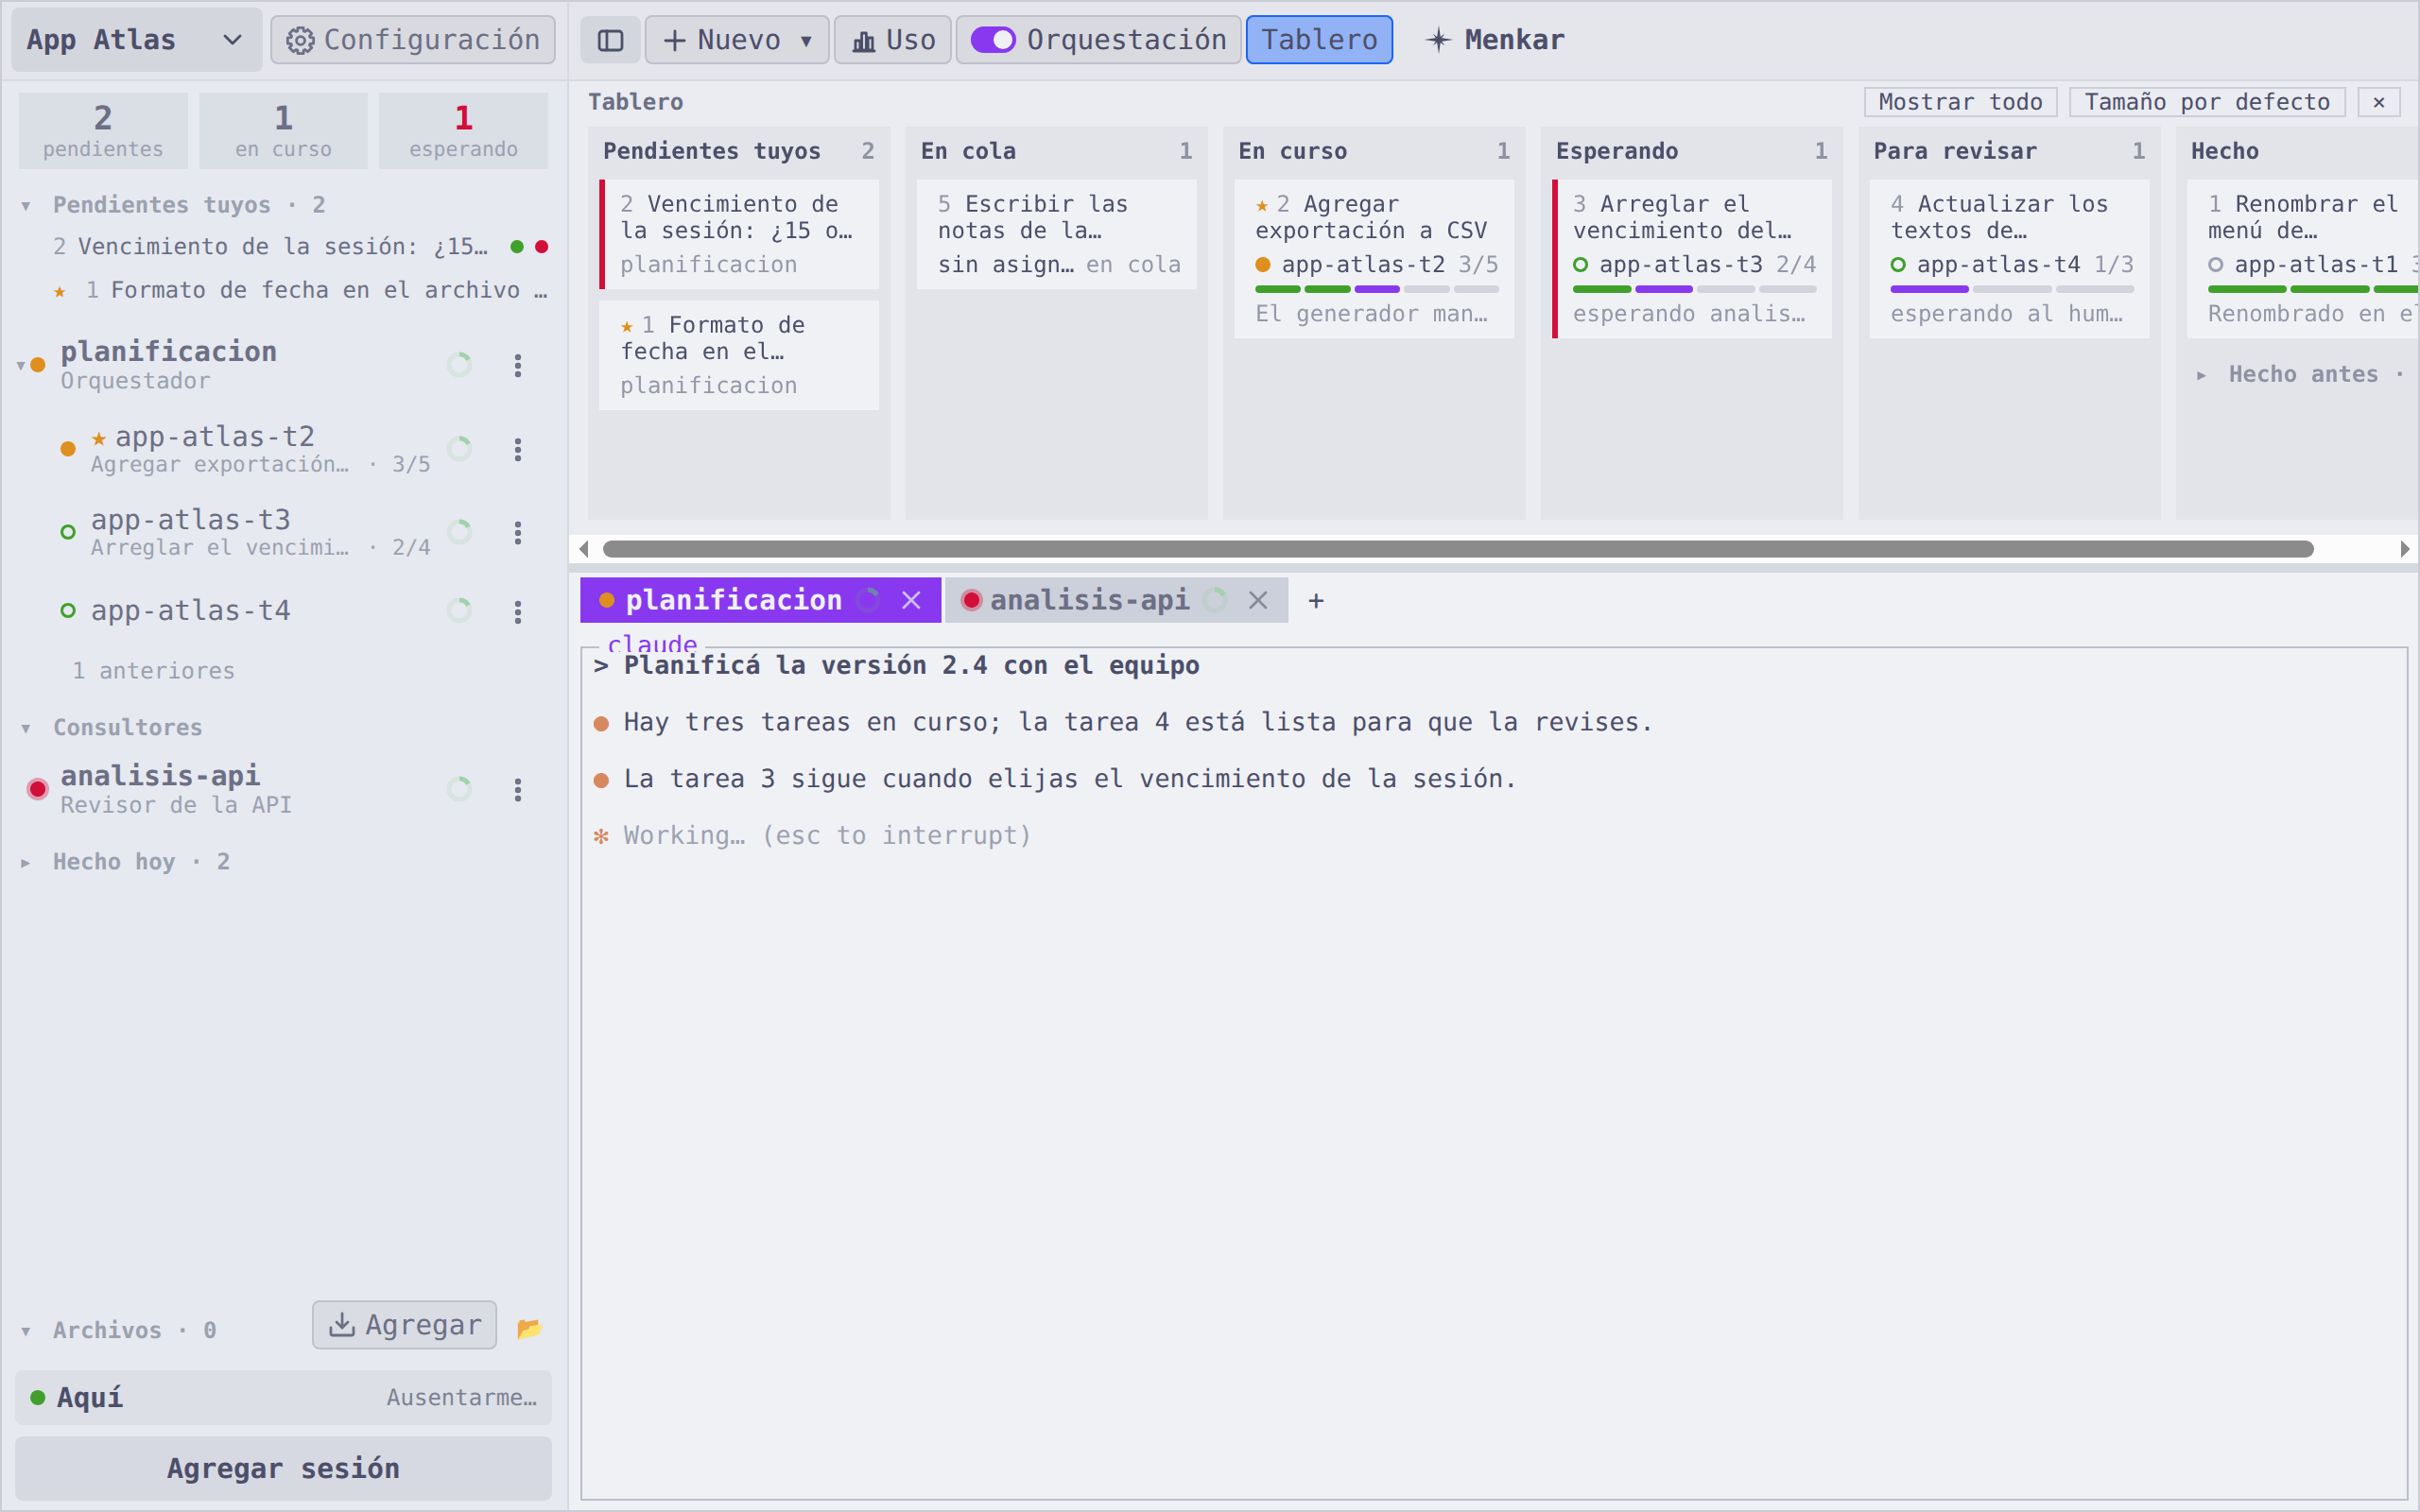 App Atlas
Configuración
Nuevo ▾
Uso
Orquestación
Tablero
Menkar
2
pendientes
1
en curso
1
esperando
▾ Pendientes tuyos · 2
2 Vencimiento de la sesión: ¿15…
★ 1 Formato de fecha en el archivo …
planificacion
Orquestador
★ app-atlas-t2
Agregar exportación… · 3/5
app-atlas-t3
Arreglar el vencimi… · 2/4
app-atlas-t4
1 anteriores
▾ Consultores
analisis-api
Revisor de la API
▸ Hecho hoy · 2
▾ Archivos · 0
Agregar
Aquí
Ausentarme…
Agregar sesión
Tablero
Mostrar todo
Tamaño por defecto
×
Pendientes tuyos 2
2 Vencimiento de
la sesión: ¿15 o…
planificacion
★ 1 Formato de
fecha en el…
planificacion
En cola 1
5 Escribir las
notas de la…
sin asign… en cola
En curso 1
★ 2 Agregar
exportación a CSV
app-atlas-t2 3/5
El generador man…
Esperando 1
3 Arreglar el
vencimiento del…
app-atlas-t3 2/4
esperando analis…
Para revisar 1
4 Actualizar los
textos de…
app-atlas-t4 1/3
esperando al hum…
Hecho
1 Renombrar el
menú de…
app-atlas-t1
Renombrado en el
▸ Hecho antes ·
planificacion
analisis-api
+
claude
> Planificá la versión 2.4 con el equipo
Hay tres tareas en curso; la tarea 4 está lista para que la revises.
La tarea 3 sigue cuando elijas el vencimiento de la sesión.
✻ Working… (esc to interrupt)